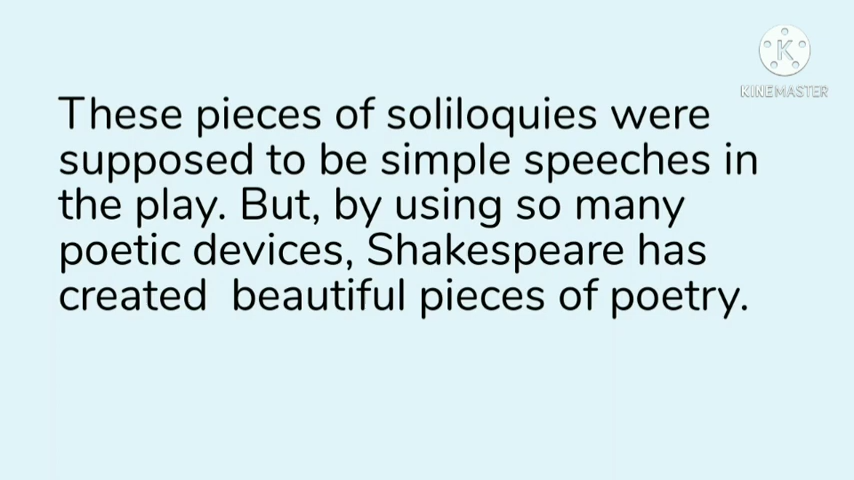 K
KINEMASTER
These pieces of soliloquies were
supposed to be simple speeches in
the play. But, by using so many
poetic devices, Shakespeare has
created  beautiful pieces of poetry.